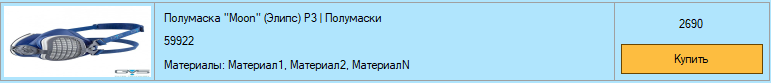 Полумаска "Moon" (Элипс) P3 | Полумаски
2690
59922
Купить
Материалы: Материал1, Материал2, МатериалN